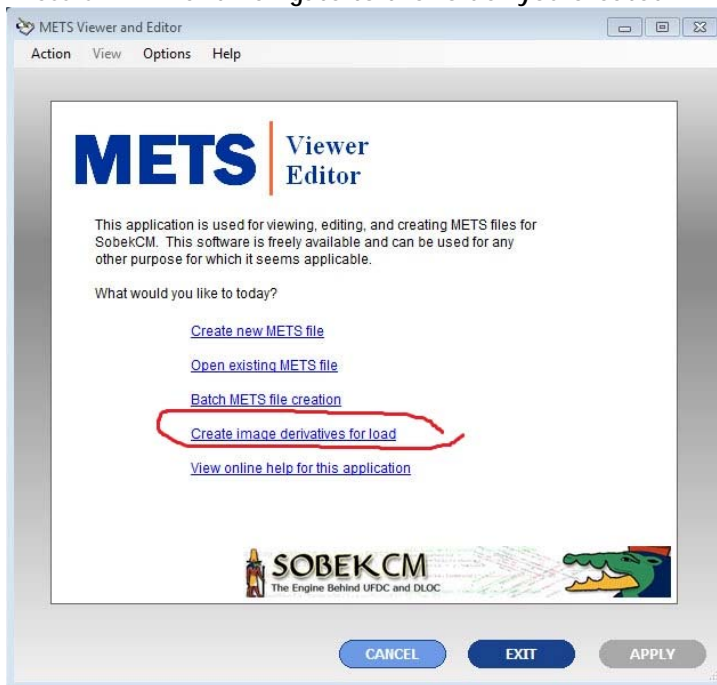 METS Viewer and Editor
Action View Options Help
METS Viewer
Editor
This application is used for viewing, editing, and creating METS files for
SobekCM. This software is freely available and can be used for any
other purpose for which it seems applicable.
What would you like to today?
Create new METS file
Open existing METS file
Batch METS file creation
Create image derivatives for load
View online help for this application
SOBEKCM
The Engine Behind UFDC and DLOC
CANCEL EXIT APPLY